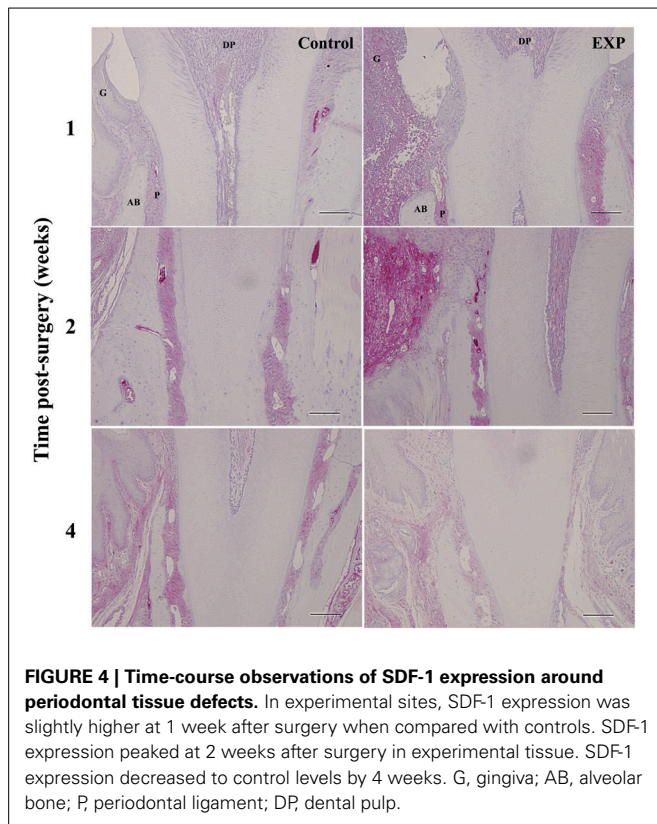 Control
EXP
DP
DP
G
G
1
AB
P
AB
P
Time post-surgery (weeks)
2
4
FIGURE 4 | Time-course observations of SDF-1 expression around
periodontal tissue defects. In experimental sites, SDF-1 expression was
slightly higher at 1 week after surgery when compared with controls. SDF-1
expression peaked at 2 weeks after surgery in experimental tissue. SDF-1
expression decreased to control levels by 4 weeks. G, gingiva; AB, alveolar
bone; P, periodontal ligament; DP, dental pulp.